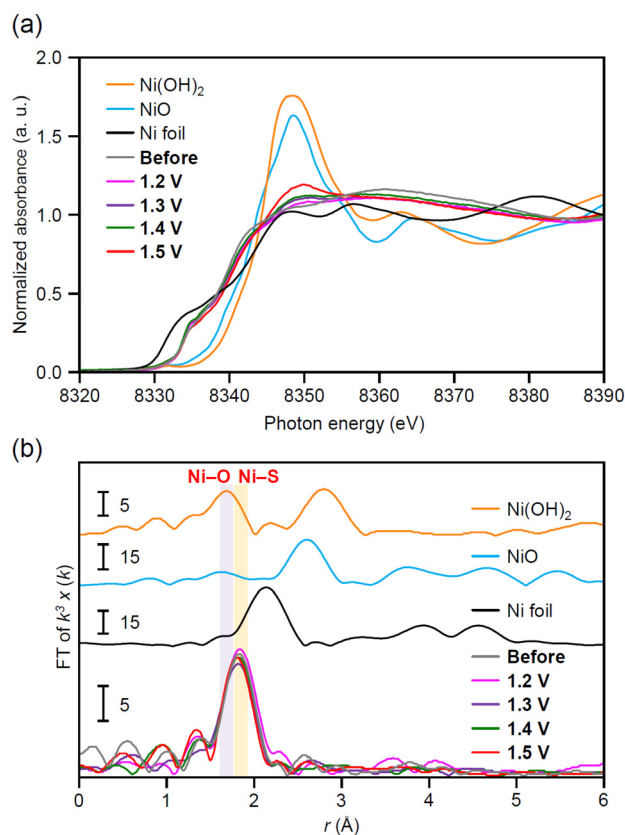 (a)
Normalized absorbance (a. u.)
2.0
1.5
1.0
0.5
0.0
Ni(OH)₂
NiO
Ni foil
Before
1.2 V
1.3 V
1.4 V
1.5 V
8320 8330 8340 8350 8360 8370 8380 8390
Photon energy (eV)
(b)
FT of k³ x (k)
Ni–O Ni–S
5
Ni(OH)₂
15
NiO
15
Ni foil
5
Before
1.2 V
1.3 V
1.4 V
1.5 V
0 1 2 3 4 5 6
r (Å)